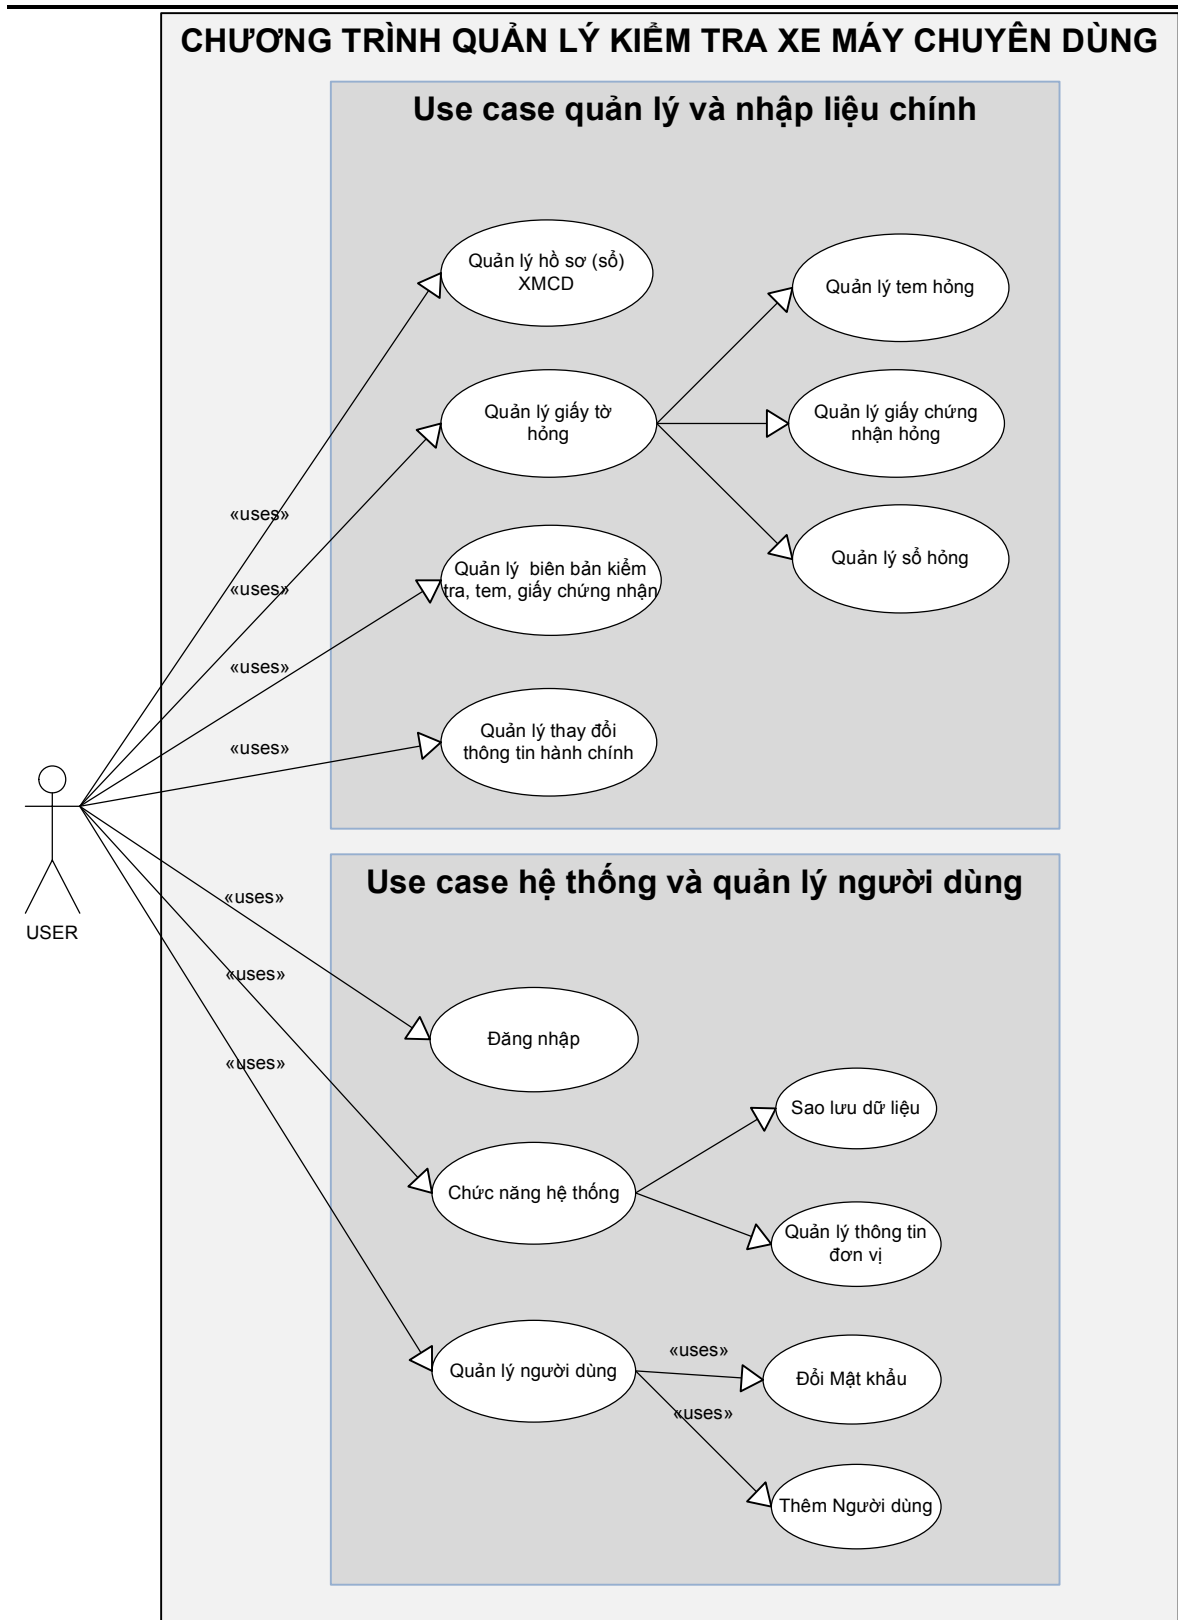 CHƯƠNG TRÌNH QUẢN LÝ KIỂM TRA XE MÁY CHUYÊN DÙNG
Use case quản lý và nhập liệu chính
Quản lý hồ sơ (sổ)
XMCD
Quản lý tem hỏng
Quản lý giấy tờ
hỏng
Quản lý giấy chứng
nhận hỏng
«uses»
Quản lý sổ hỏng
Quản lý biên bản kiểm
tra, tem, giấy chứng nhận
«uses»
«uses»
Quản lý thay đổi
thông tin hành chính
«uses»
USER
Use case hệ thống và quản lý người dùng
«uses»
«uses»
Đăng nhập
«uses»
Sao lưu dữ liệu
Chức năng hệ thống
Quản lý thông tin
đơn vị
Quản lý người dùng
«uses»
Đổi Mật khẩu
«uses»
Thêm Người dùng